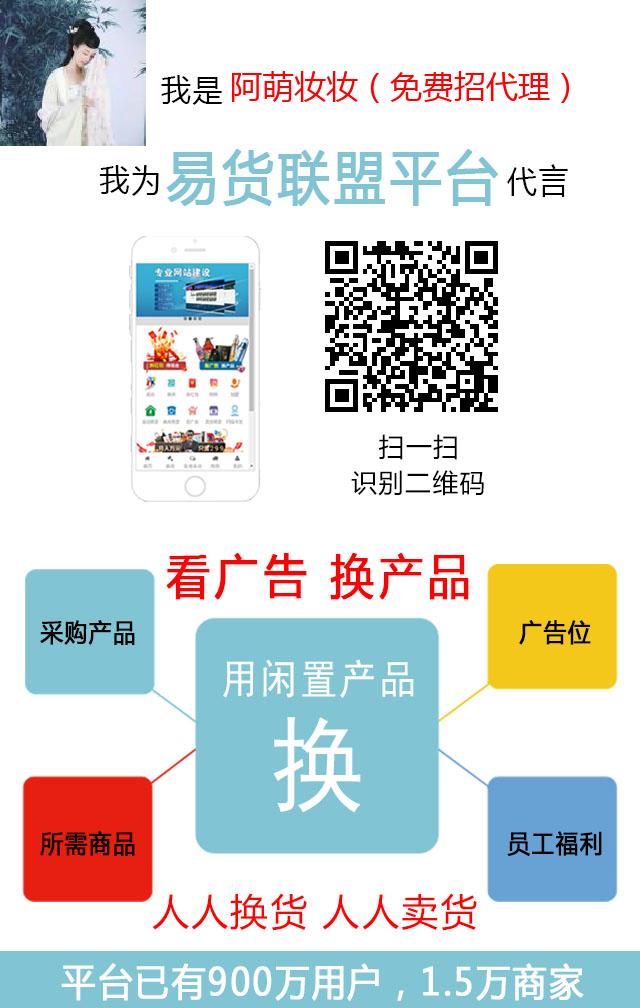 我是 阿萌妆妆（免费招代理）
我为 易货联盟平台 代言
专业网站建设
扫一扫
识别二维码
看广告 换产品
采购产品
广告位
用闲置产品
换
所需商品
员工福利
人人换货 人人卖货
平台已有900万用户，1.5万商家